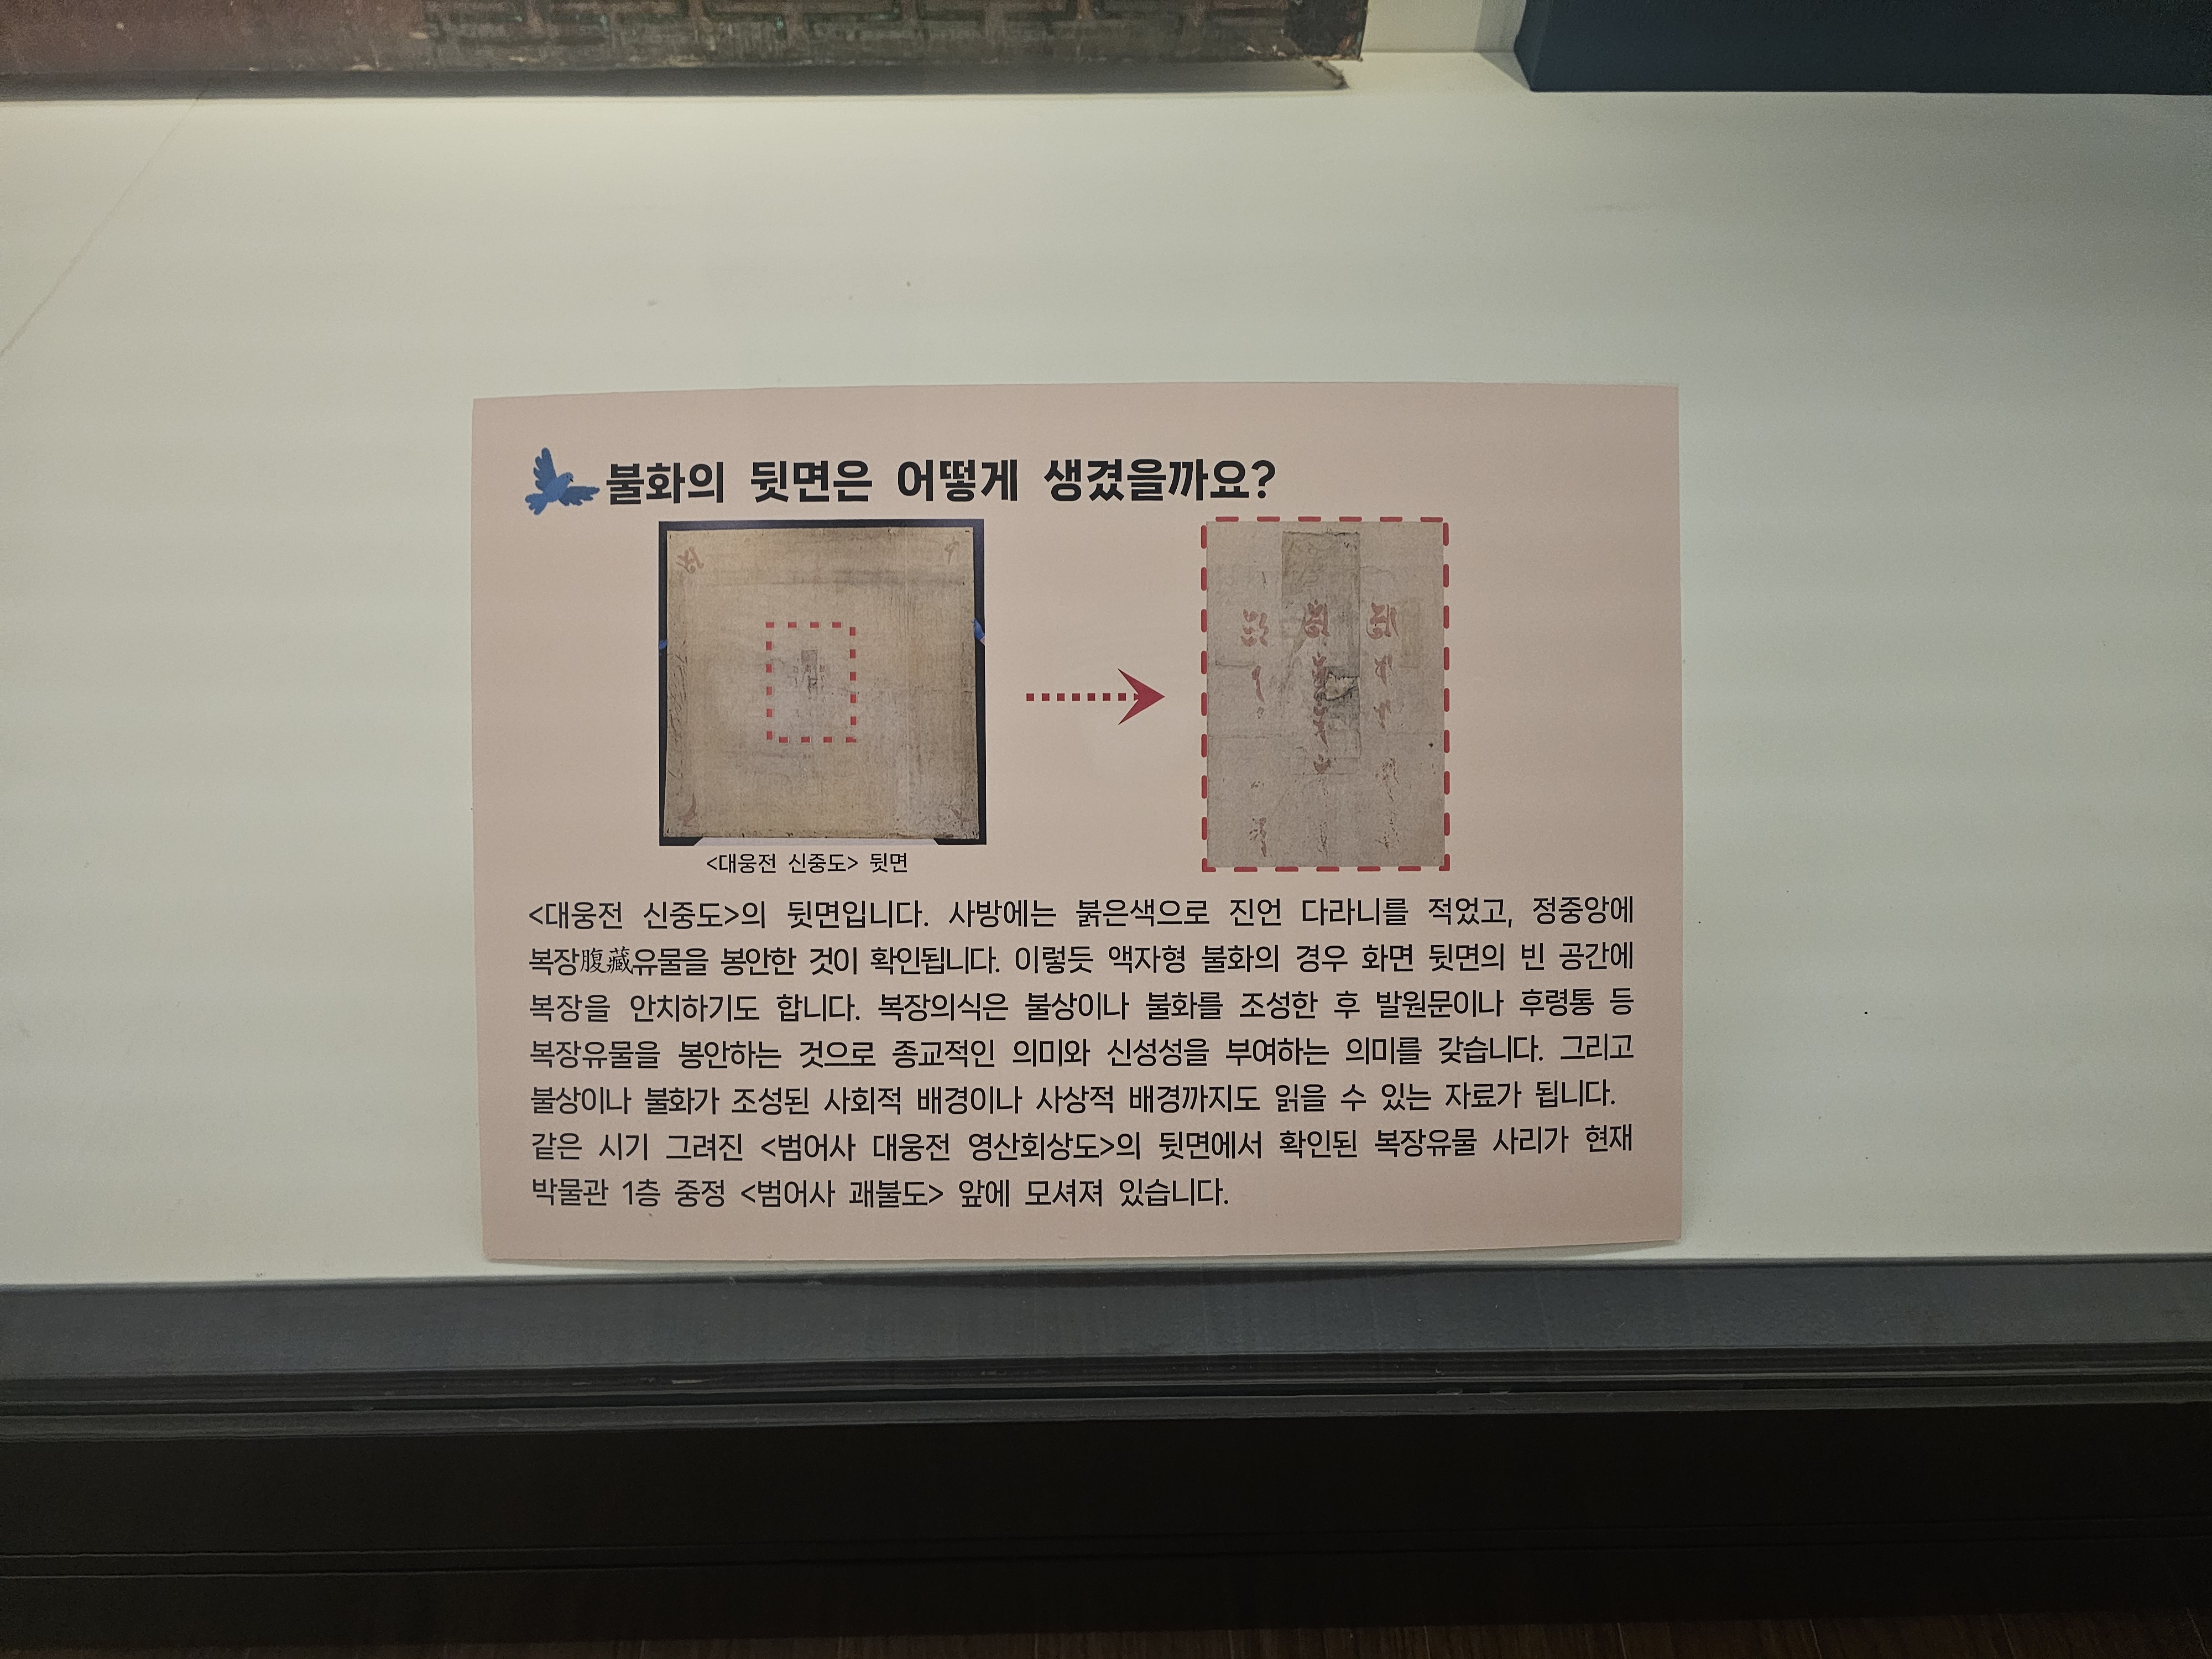 불화의 뒷면은 어떻게 생겼을까요?
<대웅전 신중도> 뒷면
<대웅전 신중도>의 뒷면입니다. 사방에는 붉은색으로 진언 다라니를 적었고, 정중앙에
복장腹藏유물을 봉안한 것이 확인됩니다. 이렇듯 액자형 불화의 경우 화면 뒷면의 빈 공간에
복장을 안치하기도 합니다. 복장의식은 불상이나 불화를 조성한 후 발원문이나 후령통 등
복장유물을 봉안하는 것으로 종교적인 의미와 신성성을 부여하는 의미를 갖습니다. 그리고
불상이나 불화가 조성된 사회적 배경이나 사상적 배경까지도 읽을 수 있는 자료가 됩니다.
같은 시기 그려진 <범어사 대웅전 영산회상도>의 뒷면에서 확인된 복장유물 사리가 현재
박물관 1층 중정 <범어사 괘불도> 앞에 모셔져 있습니다.